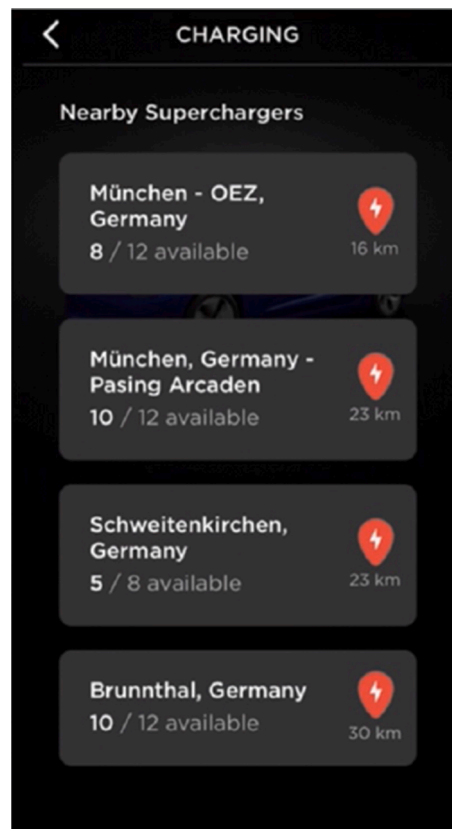 CHARGING
Nearby Superchargers
München - OEZ,
Germany
8 / 12 available
16 km
München, Germany -
Pasing Arcaden
10 / 12 available
23 km
Schweitenkirchen,
Germany
5 / 8 available
23 km
Brunnthal, Germany
10 / 12 available
30 km